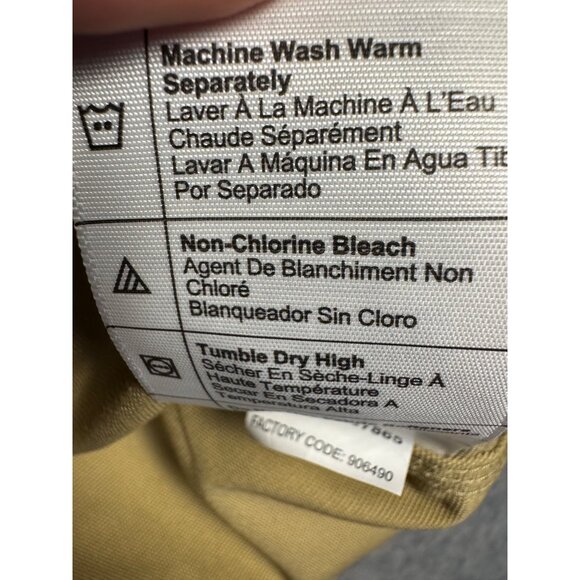 Machine Wash Warm
Separately
Laver À La Machine À L'Eau
Chaude Séparément
Lavar A Máquina En Agua
Por Separado
Non-Chlorine Bleach
Agent De Blanchiment Non
Chloré
Blanqueador Sin Cloro
Tumble Dry High
Sécher En Sèche-Linge À
Haute Température
Secar En Secadora A
Temperatura Alta
FACTORY CODE: 906490